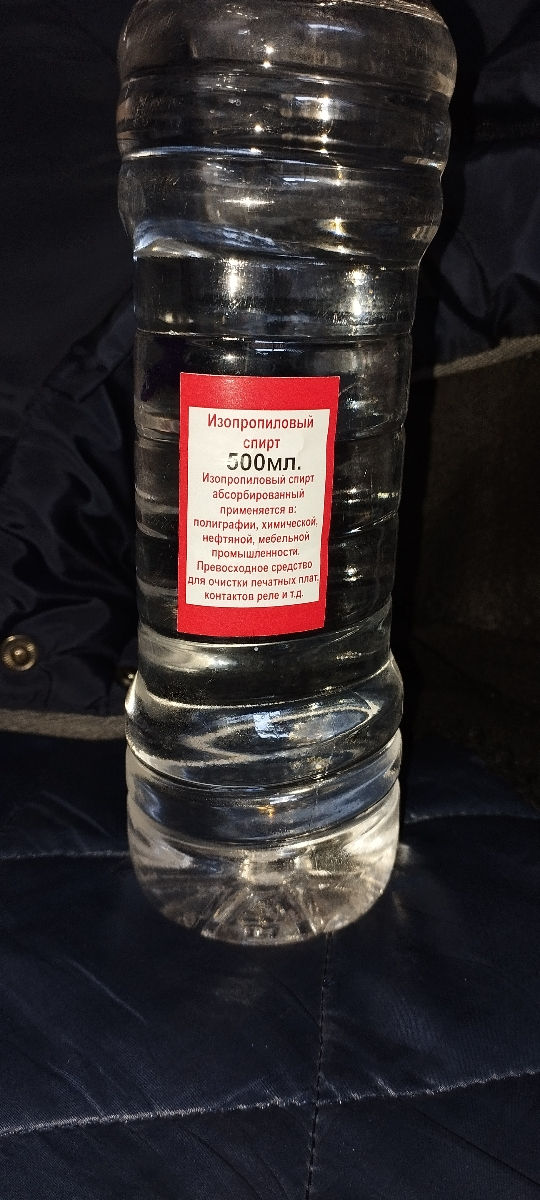 Изопропиловый
спирт
500мл.
Изопропиловый спирт
абсорбированный
применяется в:
полиграфии, химической,
нефтяной, мебельной
промышленности.
Превосходное средство
для очистки печатных плат,
контактов реле и т.д.